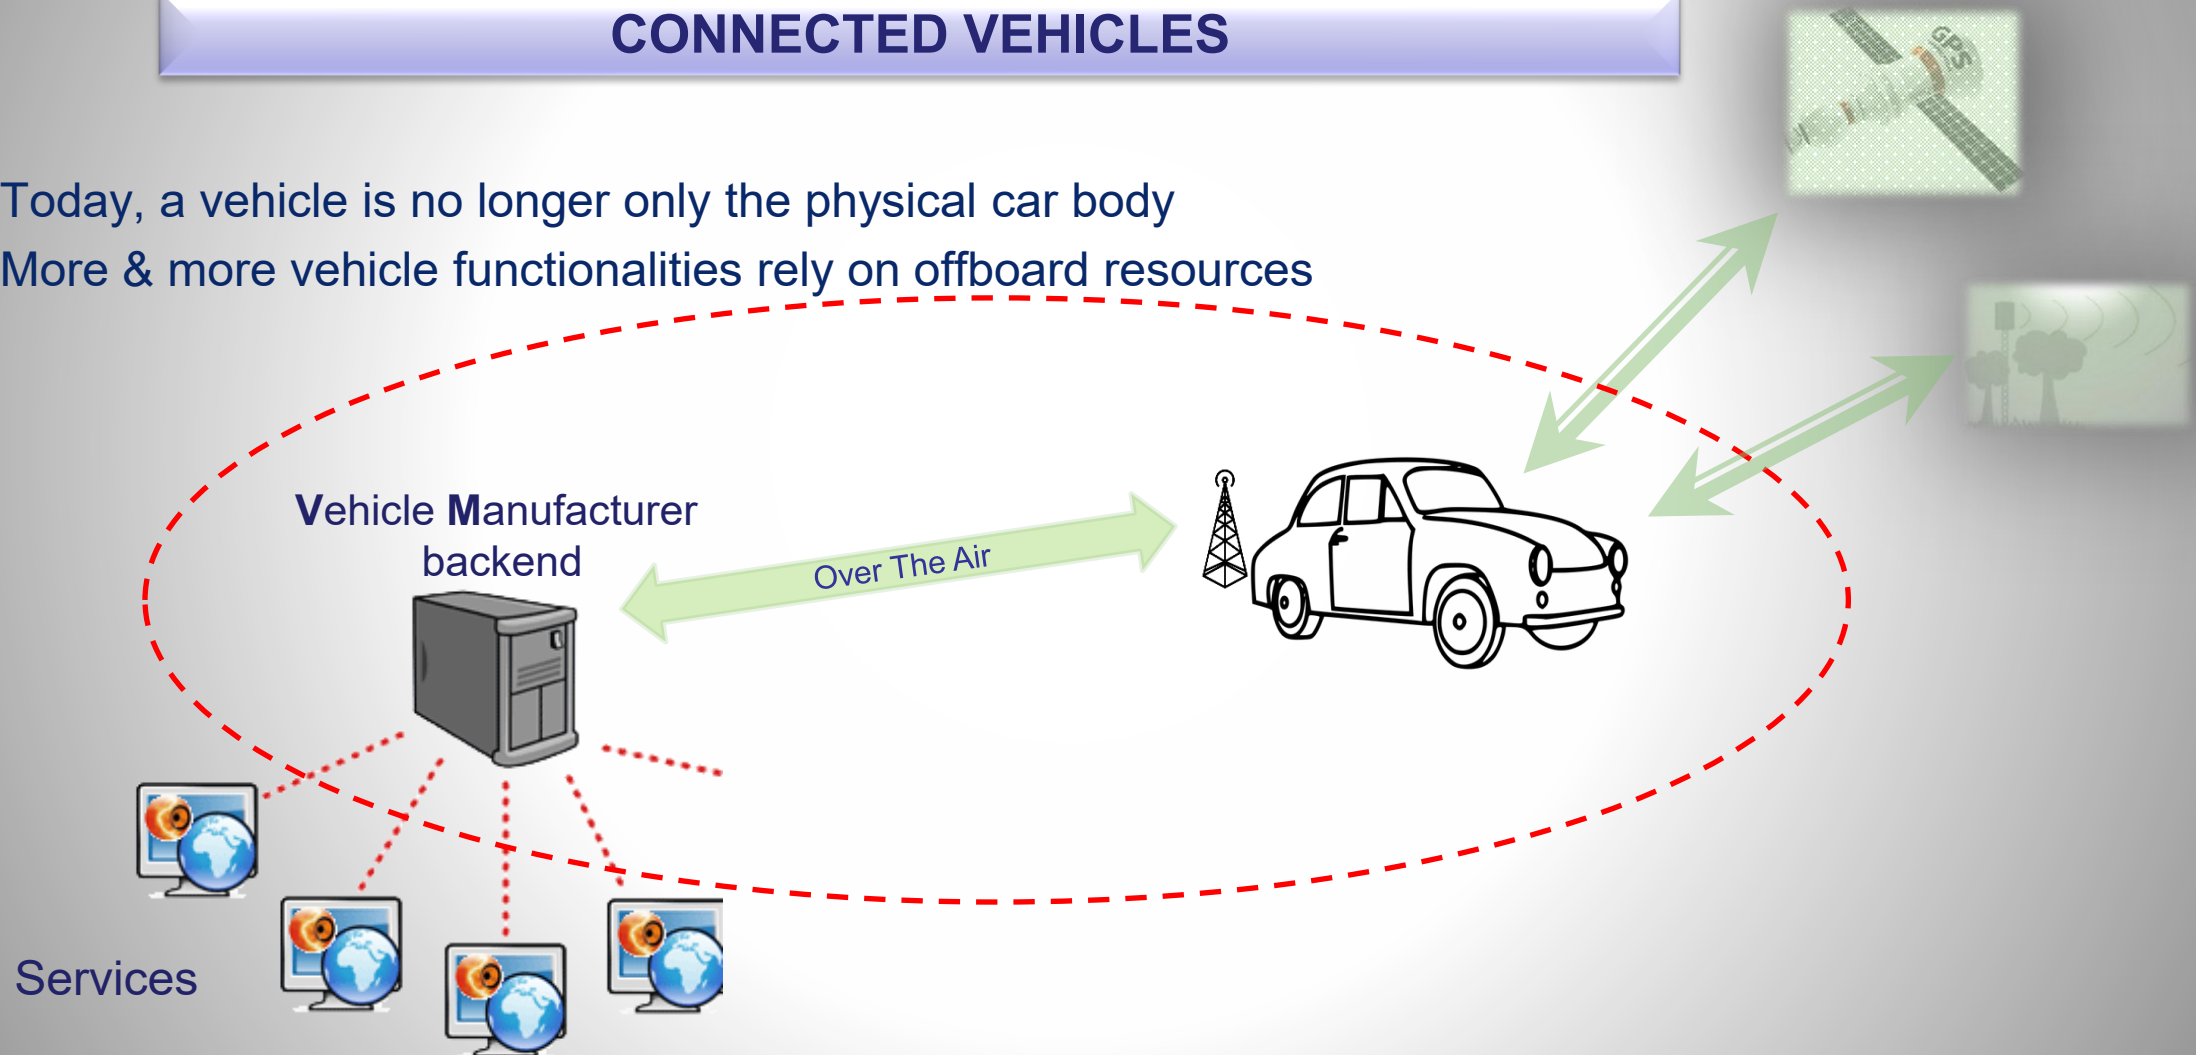 CONNECTED VEHICLES
GPS
Today, a vehicle is no longer only the physical car body
More & more vehicle functionalities rely on offboard resources
Vehicle Manufacturer
backend
Over The Air
Services